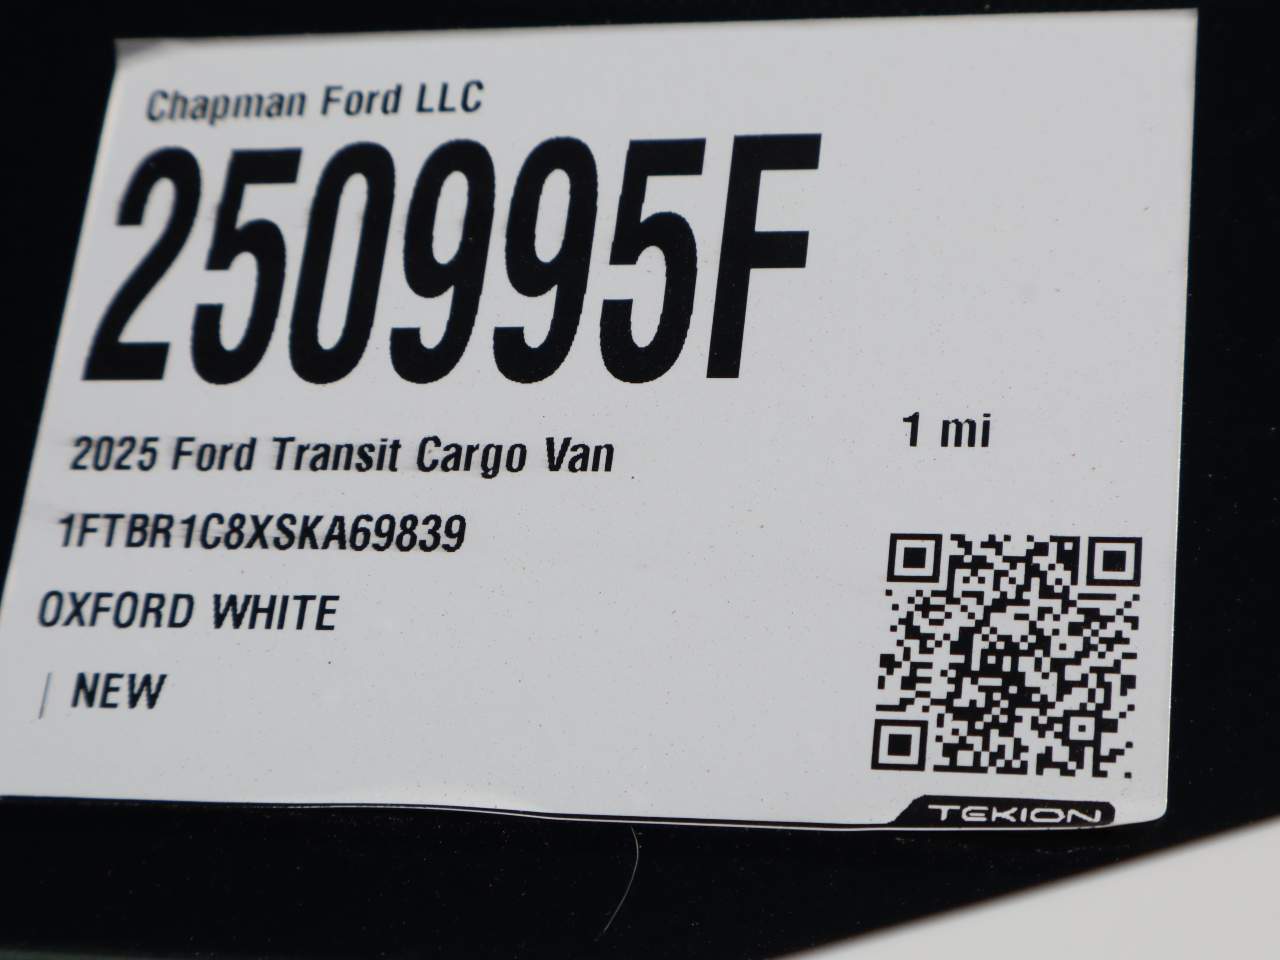 Chapman Ford LLC
250995F
2025 Ford Transit Cargo Van
1 mi
1FTBR1C8XSKA69839
OXFORD WHITE
| NEW
TEKION